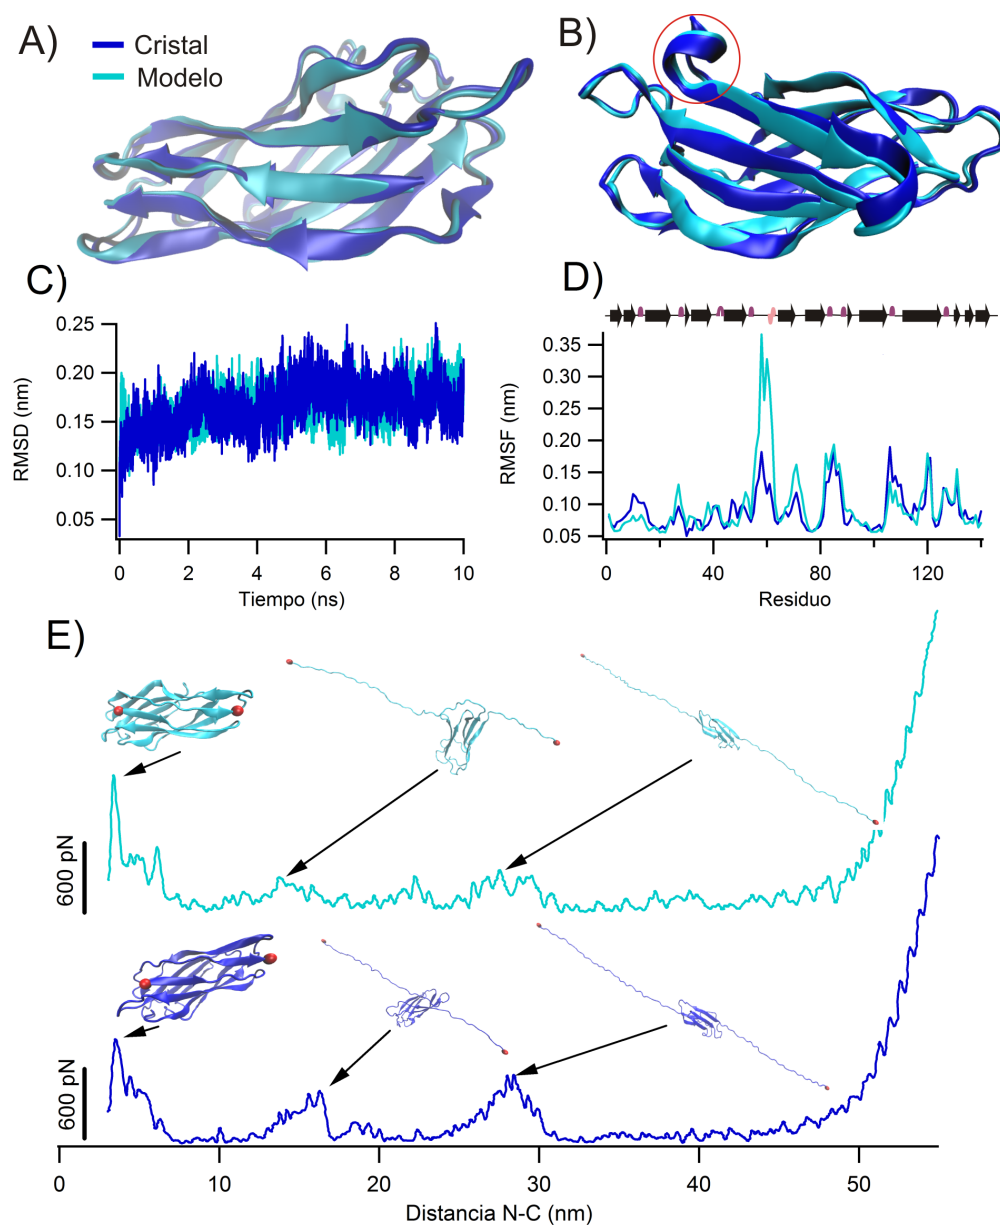 A)
Cristal
Modelo
B)
C)
0.25
0.20
0.15
0.10
0.05
RMSD (nm)
0 2 4 6 8 10
Tiempo (ns)
D)
0.35
0.30
0.25
0.20
0.15
0.10
0.05
RMSF (nm)
0 40 80 120
Residuo
E)
600 pN
600 pN
0 10 20 30 40 50
Distancia N-C (nm)